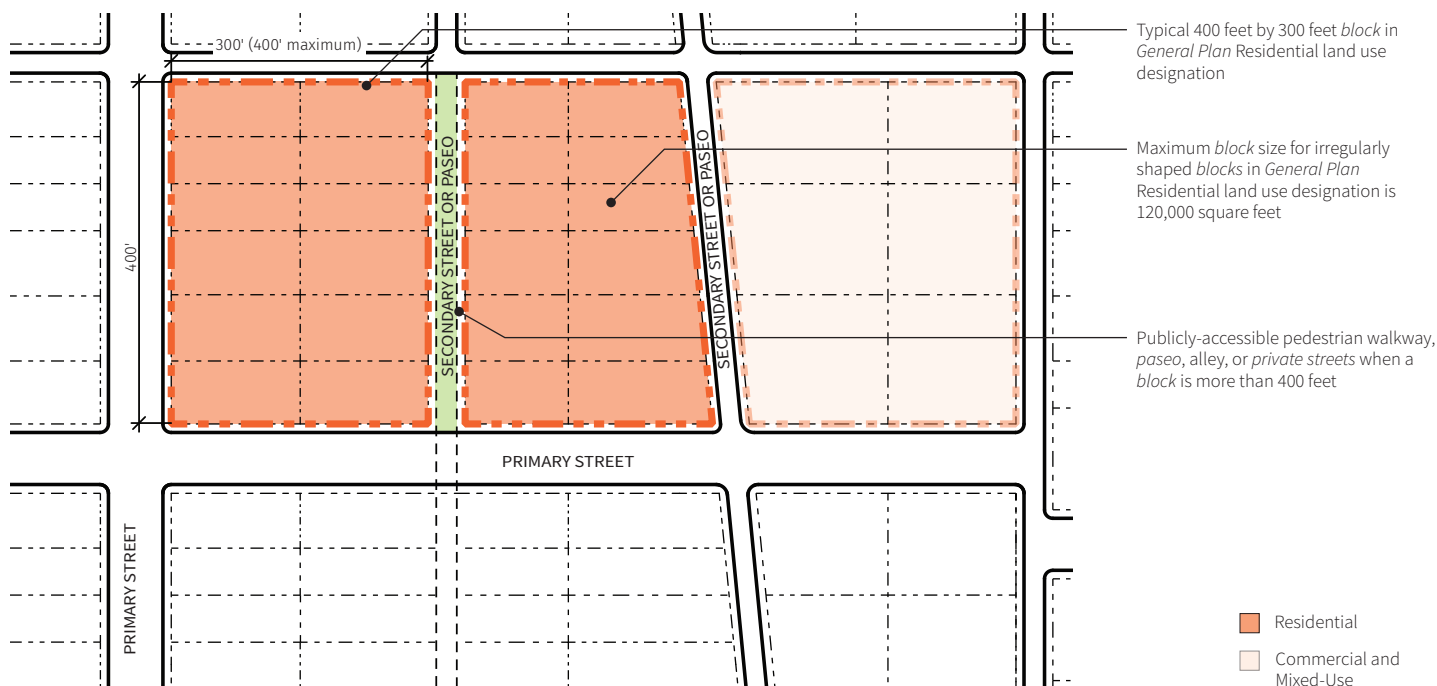 300' (400' maximum)
400'
SECONDARY STREET OR PASEO
SECONDARY STREET OR PASEO
PRIMARY STREET
PRIMARY STREET
Typical 400 feet by 300 feet block in
General Plan Residential land use
designation
Maximum block size for irregularly
shaped blocks in General Plan
Residential land use designation is
120,000 square feet
Publicly-accessible pedestrian walkway,
paseo, alley, or private streets when a
block is more than 400 feet
Residential
Commercial and
Mixed-Use